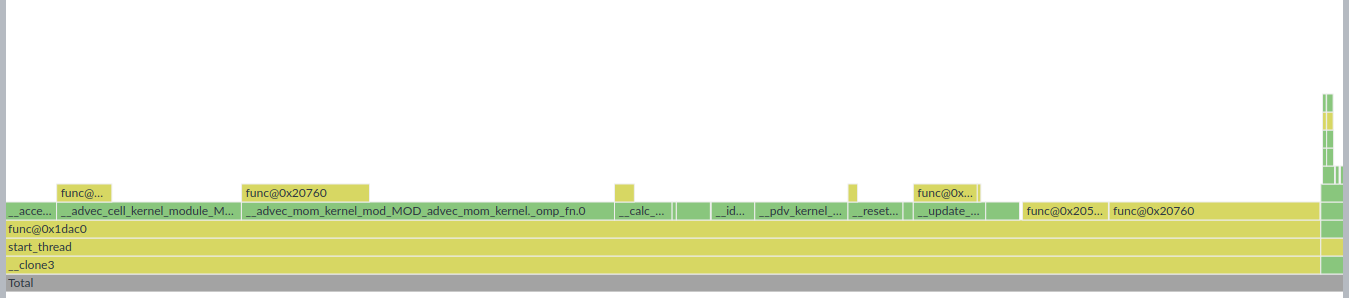 func@... func@0x20760 func@0x...
__acce... __advec_cell_kernel_module_M... __advec_mom_kernel_mod_MOD_advec_mom_kernel._omp_fn.0 __calc_... __id... __pdv_kernel_... __reset... __update_... func@0x205... func@0x20760
func@0x1dac0
start_thread
__clone3
Total